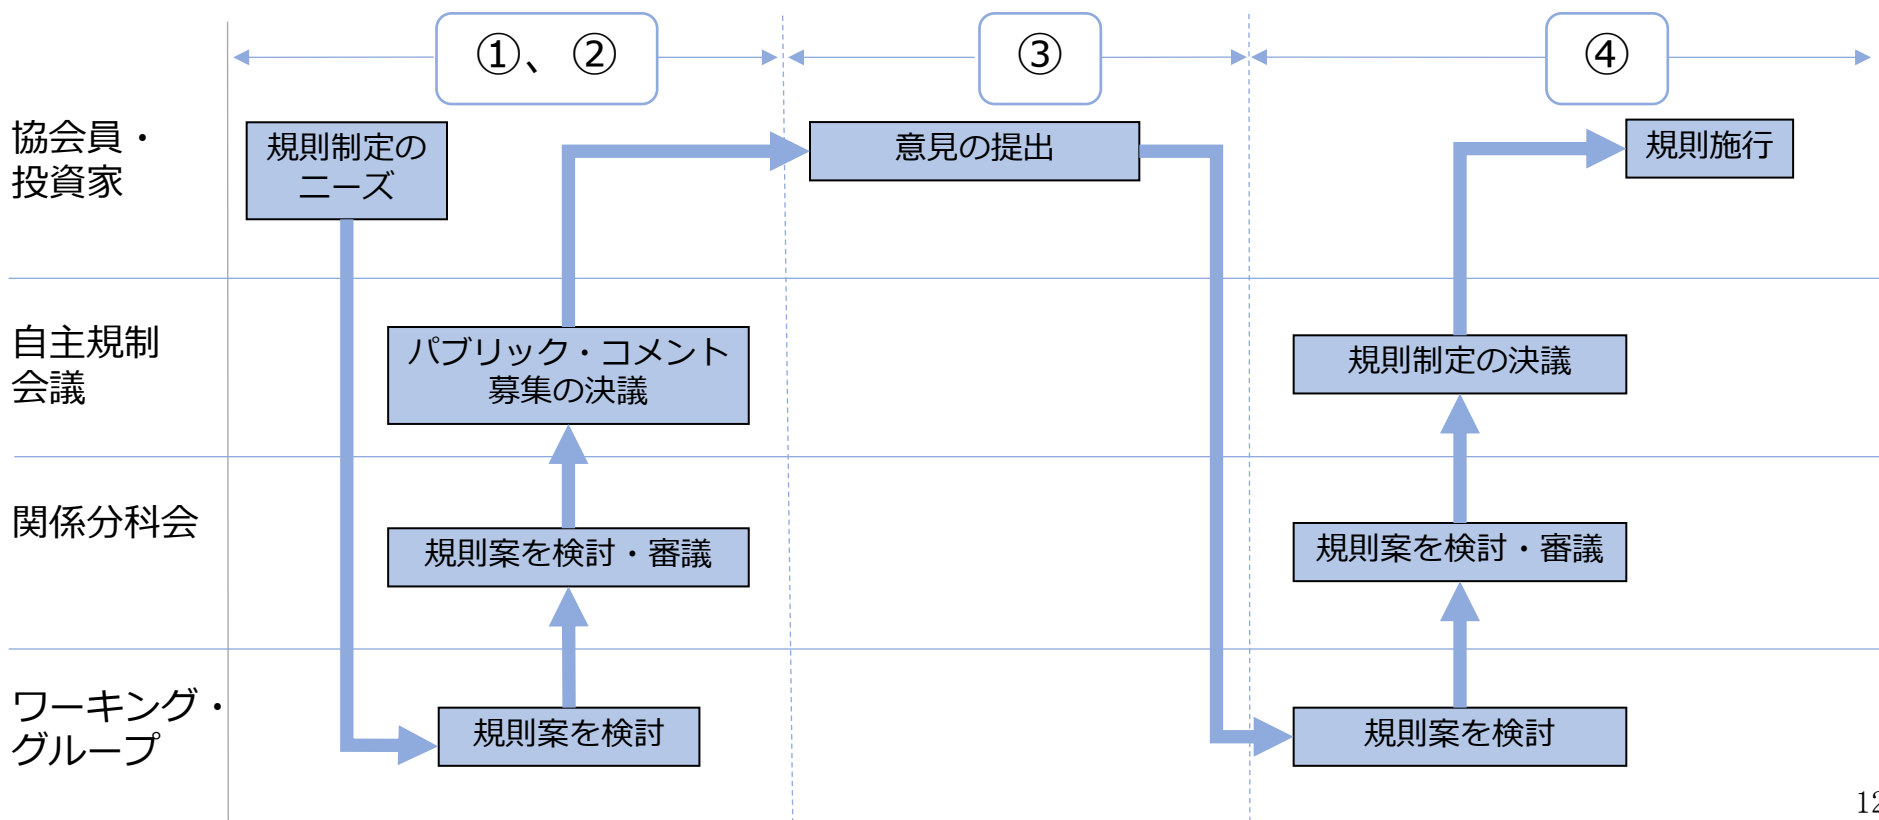 ①、②
③
④
協会員・
投資家
規則制定の
ニーズ
意見の提出
規則施行
自主規制
会議
パブリック・コメント
募集の決議
規則制定の決議
関係分科会
規則案を検討・審議
規則案を検討・審議
ワーキング・
グループ
規則案を検討
規則案を検討
12